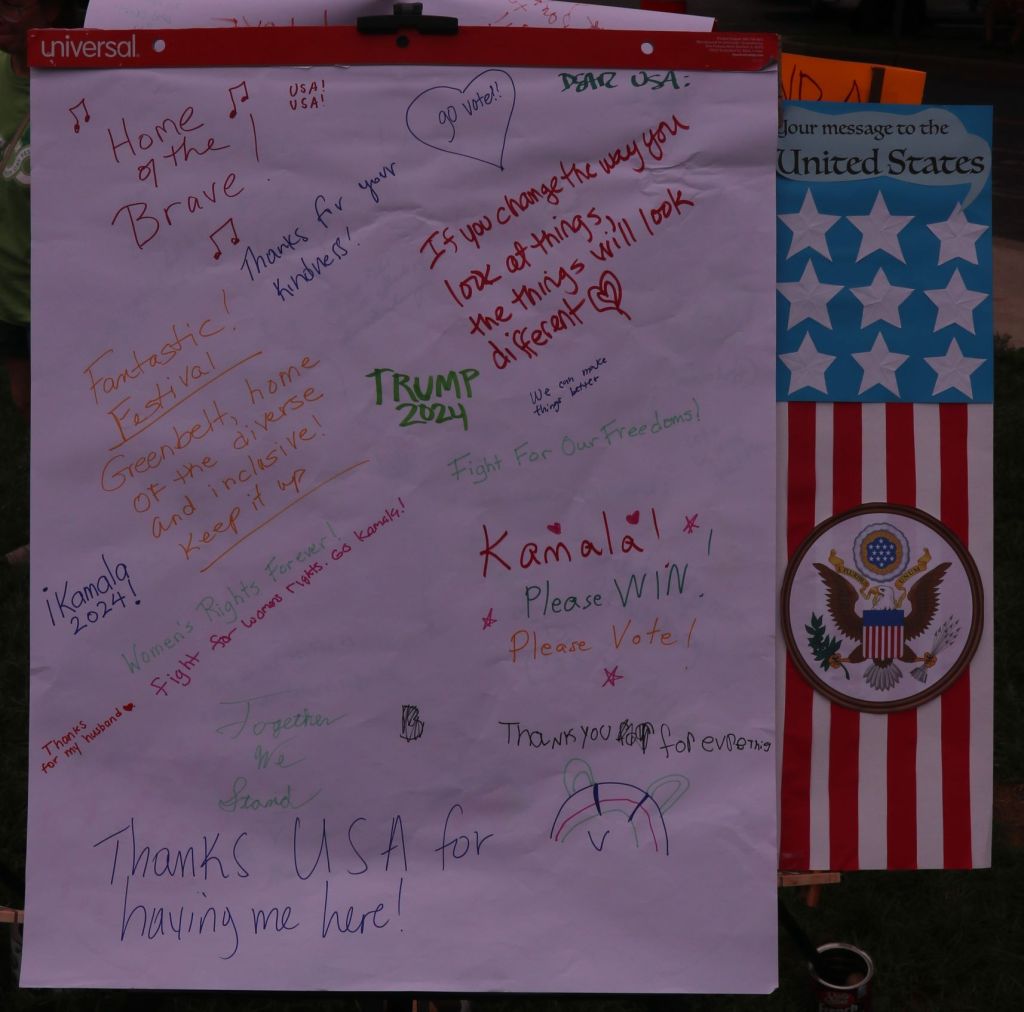 universal.
USA!
USA!
Home
of the
Brave!
go vote!!
DEAR USA:
Thanks for your
kindness!
If you change the way you
look at things,
the things will look
different
Fantastic!
Festival
Greenbelt, home
of the diverse
and inclusive!
Keep it up
TRUMP
2024
We can make
things better
Fight For Our Freedoms!
¡Kamala
2024!
Women's Rights Forever!
fight for womens rights. Go Kamala!
Kamala!
Please WIN!
Please Vote!
Thanks
for my husband
Together
We
Stand
Thank you for everething
Thanks USA for
having me here!
Your message to the
United States